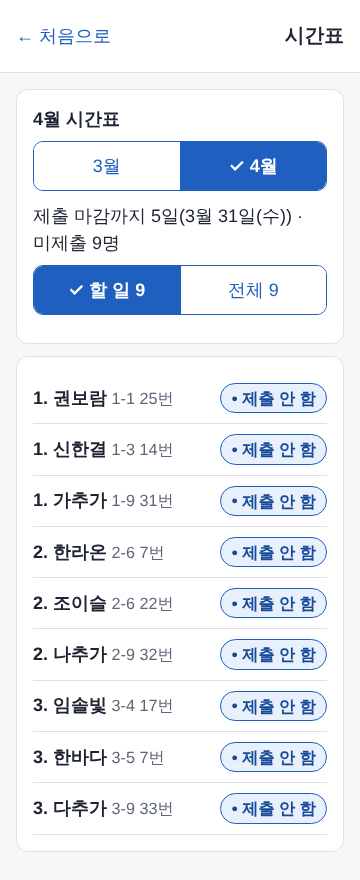 ← 처음으로
시간표
4월 시간표
3월
✓ 4월
제출 마감까지 5일(3월 31일(수)) ·
미제출 9명
✓ 할 일 9
전체 9
1. 권보람 1-1 25번 • 제출 안 함
1. 신한결 1-3 14번 • 제출 안 함
1. 가추가 1-9 31번 • 제출 안 함
2. 한라온 2-6 7번 • 제출 안 함
2. 조이슬 2-6 22번 • 제출 안 함
2. 나추가 2-9 32번 • 제출 안 함
3. 임솔빛 3-4 17번 • 제출 안 함
3. 한바다 3-5 7번 • 제출 안 함
3. 다추가 3-9 33번 • 제출 안 함